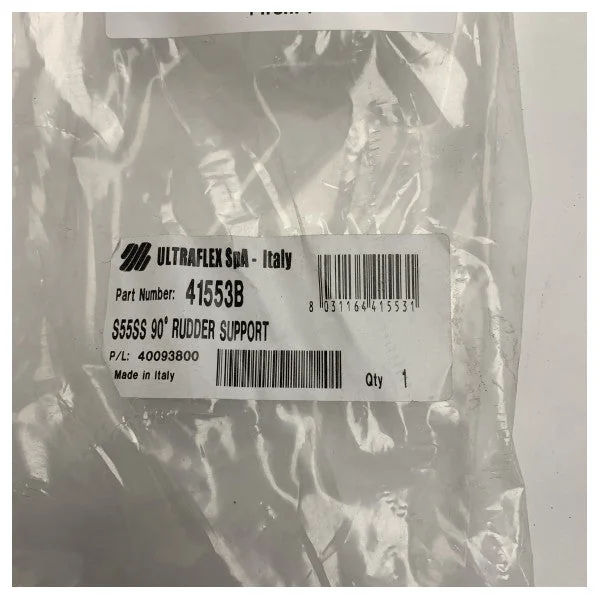 ULTRAFLEX SpA - Italy
Part Number: 41553B
8 031164 415531
S55SS 90° RUDDER SUPPORT
P/L: 40093800
Made in Italy
Qty 1